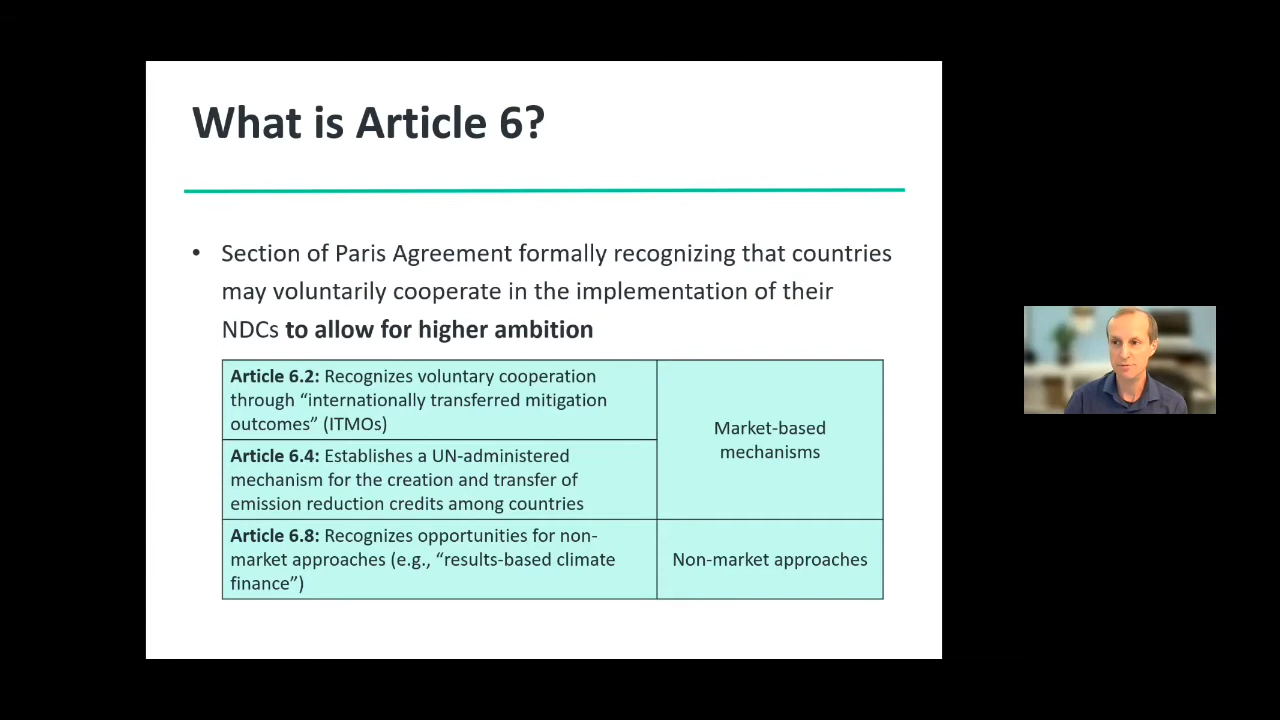 What is Article 6?
• Section of Paris Agreement formally recognizing that countries
may voluntarily cooperate in the implementation of their
NDCs to allow for higher ambition
Article 6.2: Recognizes voluntary cooperation
through “internationally transferred mitigation
outcomes” (ITMOs)
Market-based
mechanisms
Article 6.4: Establishes a UN-administered
mechanism for the creation and transfer of
emission reduction credits among countries
Article 6.8: Recognizes opportunities for non-
market approaches (e.g., “results-based climate
finance”)
Non-market approaches